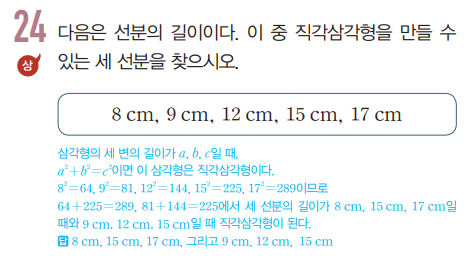 24
상
다음은 선분의 길이이다. 이 중 직각삼각형을 만들 수
있는 세 선분을 찾으시오.
8 cm, 9 cm, 12 cm, 15 cm, 17 cm
삼각형의 세 변의 길이가 a, b, c일 때,
a²+b²=c²이면 이 삼각형은 직각삼각형이다.
8²=64, 9²=81, 12²=144, 15²=225, 17²=289이므로
64+225=289, 81+144=225에서 세 선분의 길이가 8 cm, 15 cm, 17 cm일
때와 9 cm, 12 cm, 15 cm일 때 직각삼각형이 된다.
답 8 cm, 15 cm, 17 cm, 그리고 9 cm, 12 cm, 15 cm